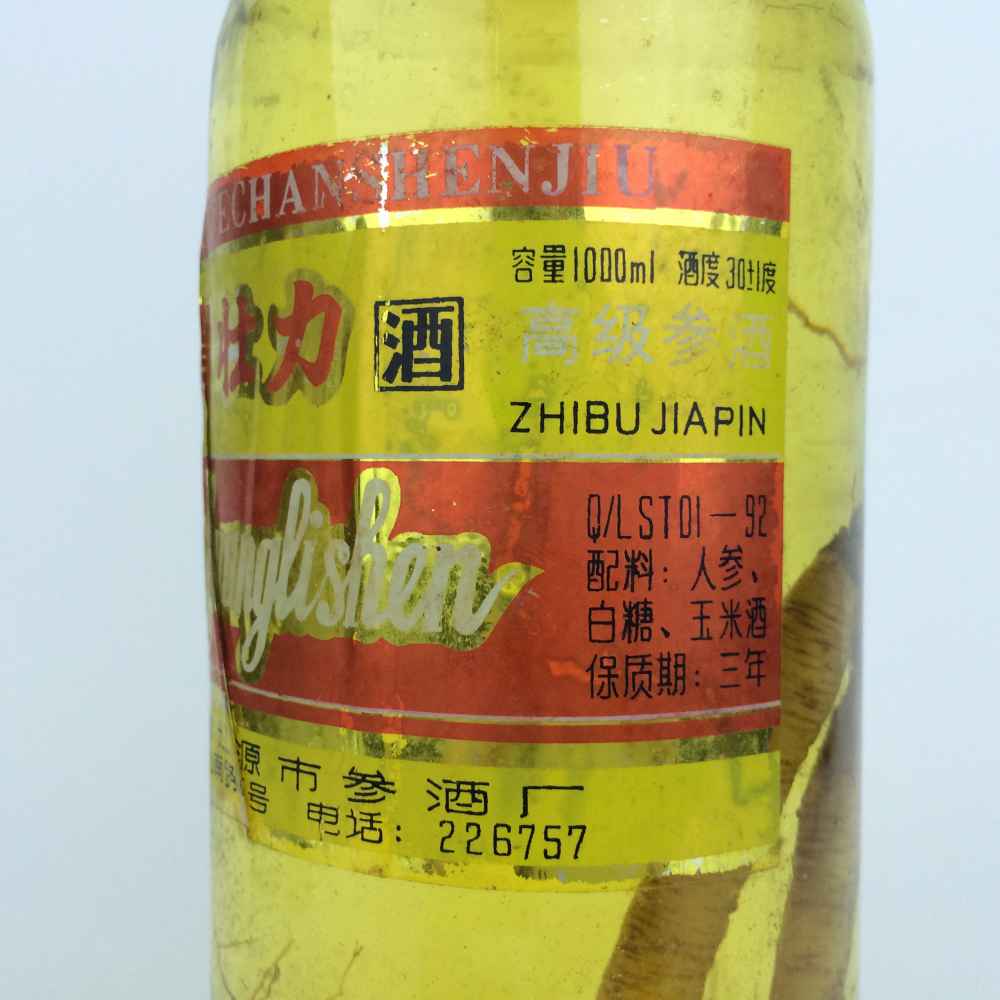 ECHANSHENJIU
容量1000ml 酒度30±1度
壮力酒
高级参酒
ZHIBU JIAPIN
anglishen
Q/LST01-92
配料：人参、
白糖、玉米酒
保质期：三年
源市参酒厂
号 电话：226757